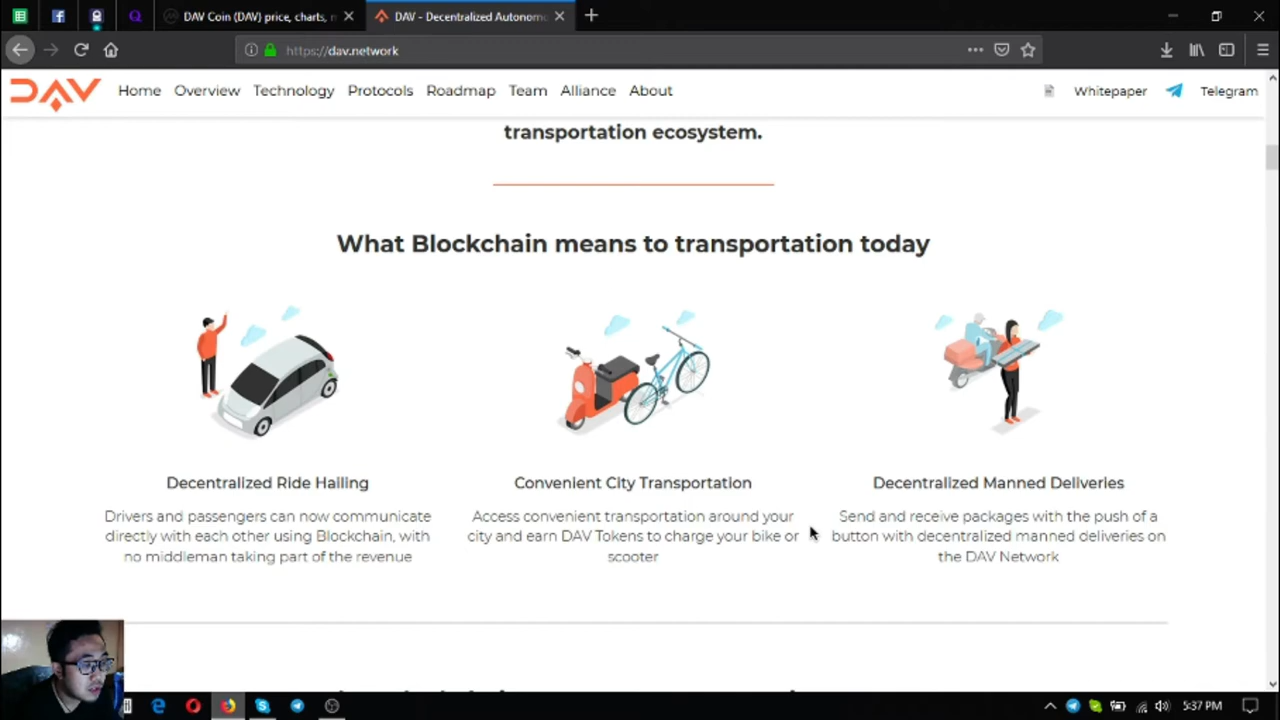 DAV Coin (DAV) price, charts, m
DAV - Decentralized Autonomo
https://dav.network
DAV
Home
Overview
Technology
Protocols
Roadmap
Team
Alliance
About
Whitepaper
Telegram
transportation ecosystem.
What Blockchain means to transportation today
Decentralized Ride Hailing
Drivers and passengers can now communicate
directly with each other using Blockchain, with
no middleman taking part of the revenue
Convenient City Transportation
Access convenient transportation around your
city and earn DAV Tokens to charge your bike or
scooter
Decentralized Manned Deliveries
Send and receive packages with the push of a
button with decentralized manned deliveries on
the DAV Network
5:37 PM